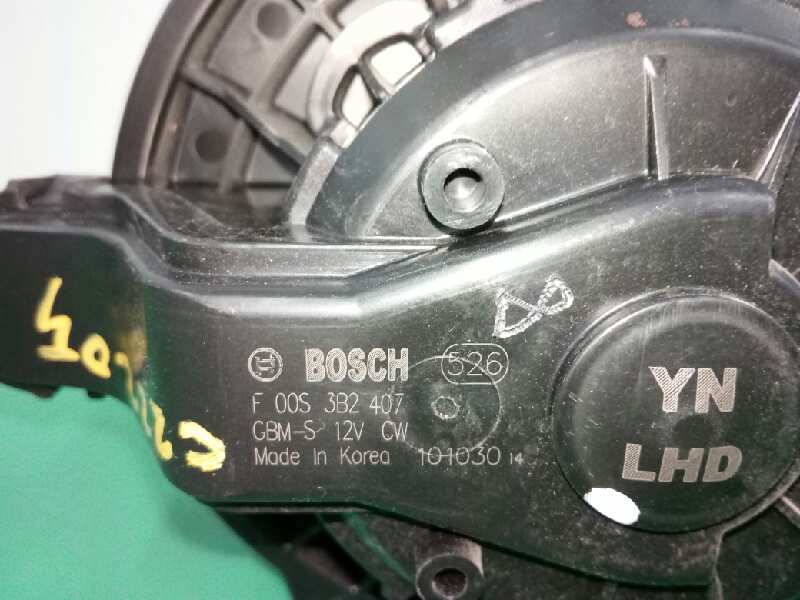 BOSCH 526
F 00S 3B2 407
GBM-S 12V CW
Made in Korea 101030 14
YN
LHD